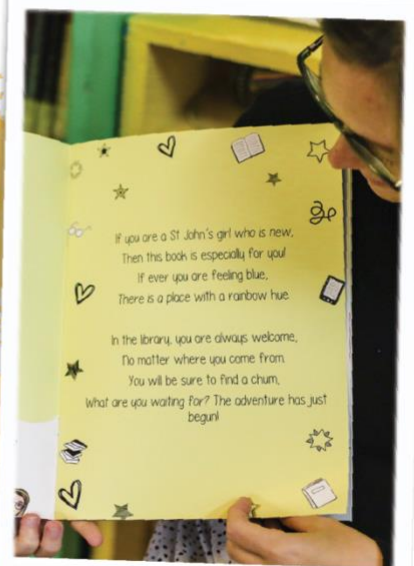 If you are a St John's girl who is new,
Then this book is especially for you!
If ever you are feeling blue,
There is a place with a rainbow hue.
In the library, you are always welcome,
No matter where you come from.
You will be sure to find a chum,
What are you waiting for? The adventure has just
begun!